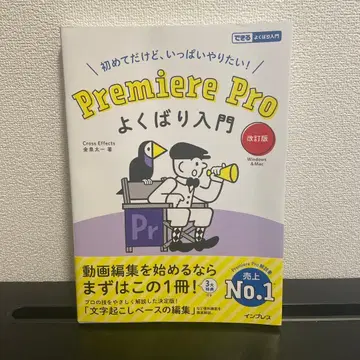 できる よくばり入門
初めてだけど、いっぱいやりたい!
Premiere Pro
よくばり入門
改訂版
Windows
& Mac
Cross Effects
金泉太一 著
Pr
動画編集を始めるなら
まずはこの1冊!
プロの技をやさしく解説した決定版!
「文字起こしベースの編集」
売上
No.1
インプレス